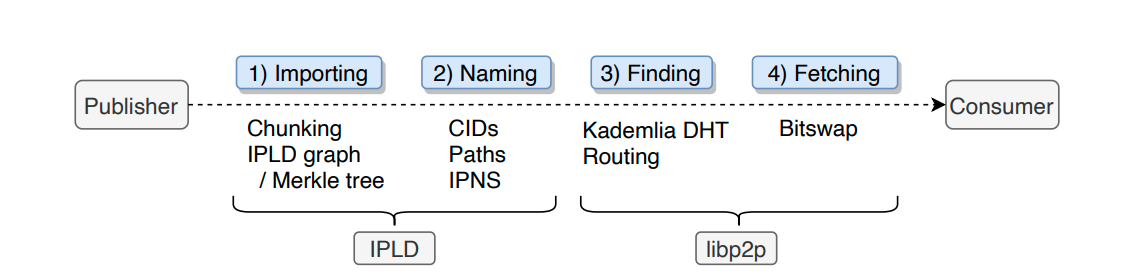 1) Importing
2) Naming
3) Finding
4) Fetching
Publisher
Consumer
Chunking
IPLD graph
/ Merkle tree
CIDs
Paths
IPNS
Kademlia DHT
Routing
Bitswap
IPLD
libp2p